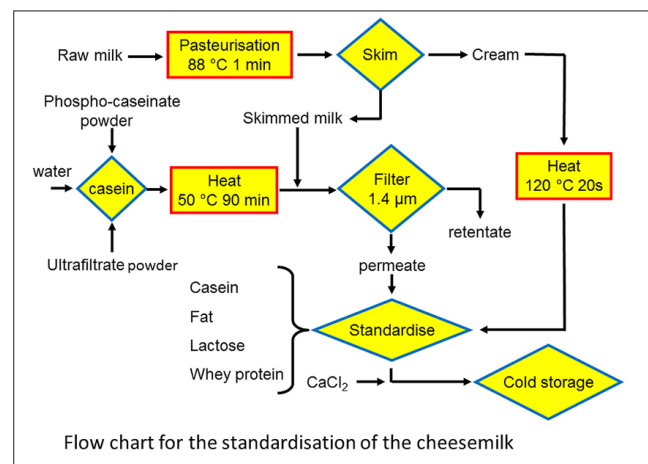 Raw milk
Pasteurisation
88 °C 1 min
Skim
Cream
Phospho-caseinate
powder
Skimmed milk
water
casein
Heat
50 °C 90 min
Filter
1.4 µm
Heat
120 °C 20s
retentate
Ultrafiltrate powder
permeate
Casein
Fat
Lactose
Whey protein
Standardise
CaCl₂
Cold storage
Flow chart for the standardisation of the cheesemilk